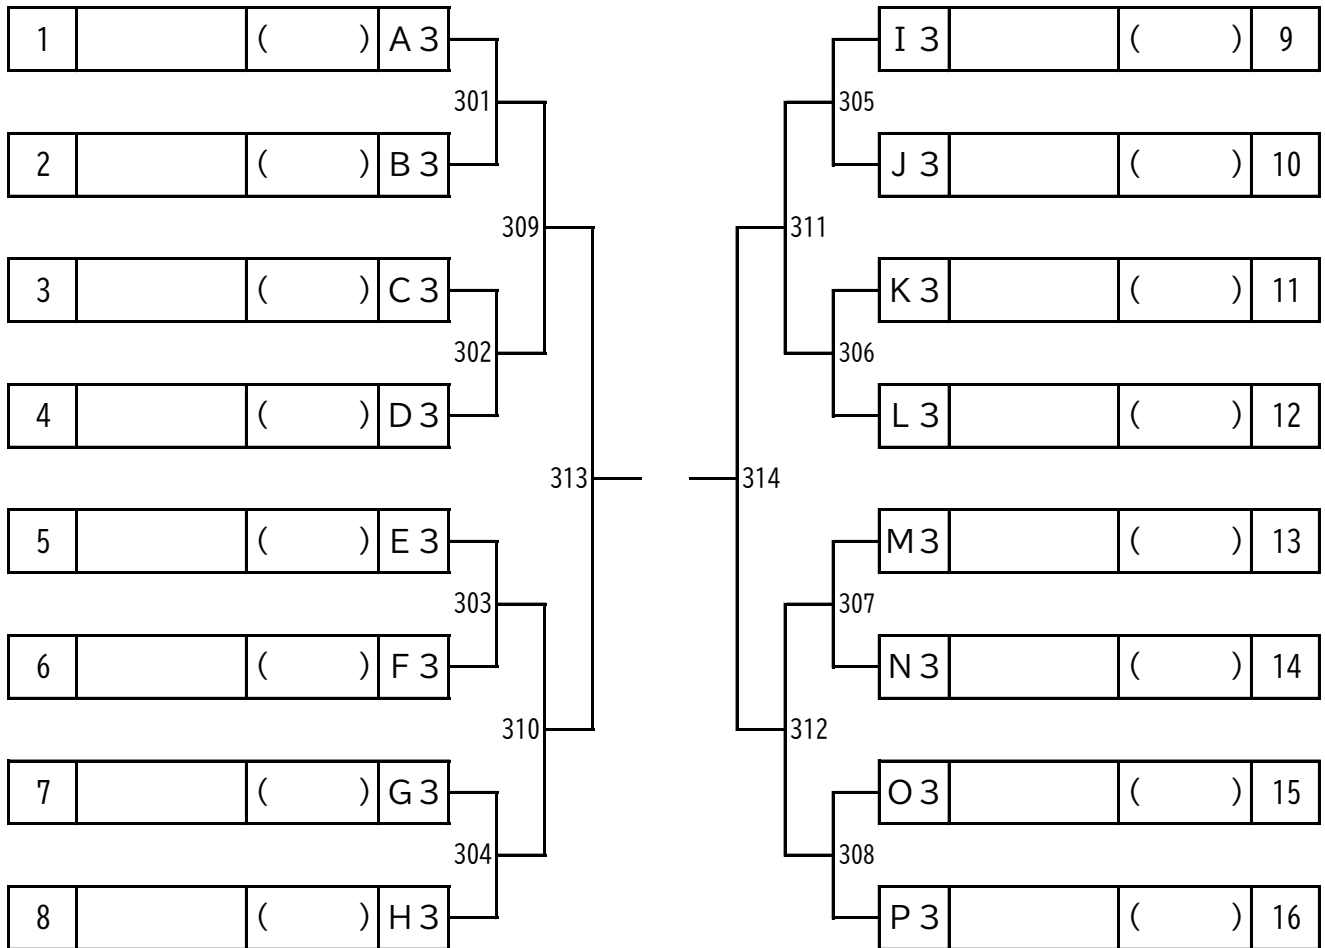 1 ( ) A3 I3 ( ) 9
301 305
2 ( ) B3 J3 ( ) 10
309 311
3 ( ) C3 K3 ( ) 11
302 306
4 ( ) D3 L3 ( ) 12
313 314
5 ( ) E3 M3 ( ) 13
303 307
6 ( ) F3 N3 ( ) 14
310 312
7 ( ) G3 O3 ( ) 15
304 308
8 ( ) H3 P3 ( ) 16